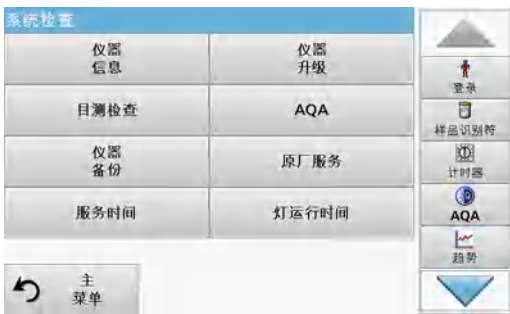 系统检查
仪器
信息
仪器
升级
目测检查
AQA
仪器
备份
原厂服务
服务时间
灯运行时间
主
菜单
登录
样品识别符
计时器
AQA
趋势